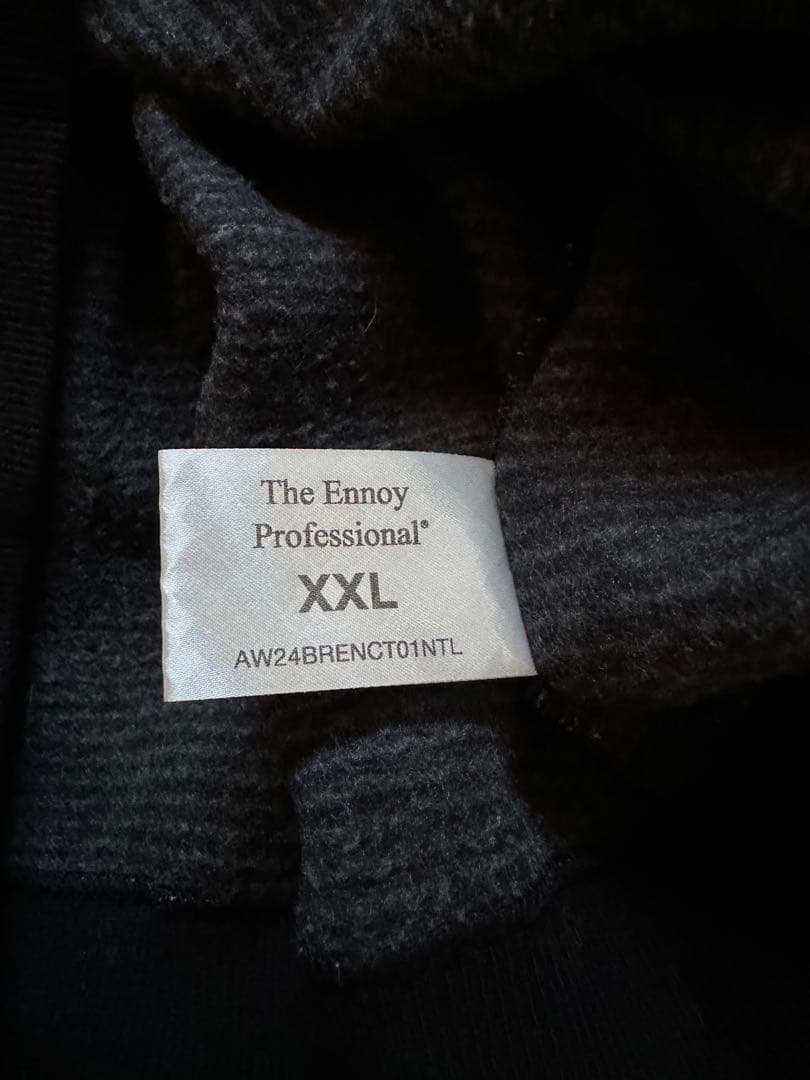 The Ennoy
Professional®
XXL
AW24BRENCT01NTL